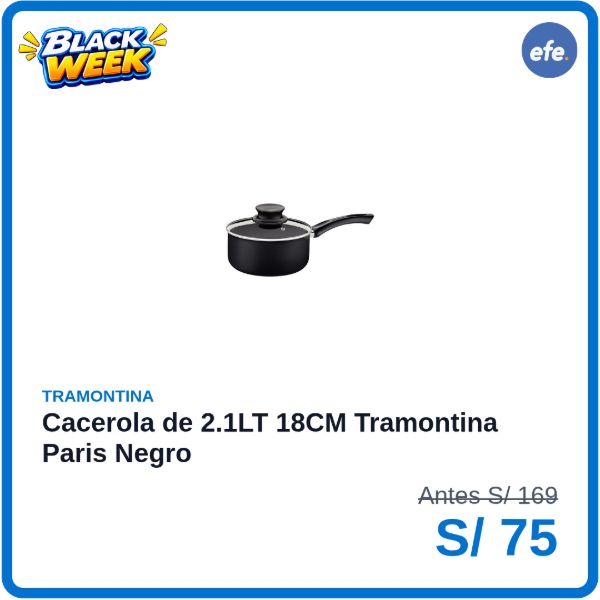 BLACK
WEEK
efe.
TRAMONTINA
Cacerola de 2.1LT 18CM Tramontina
Paris Negro
Antes S/ 169
S/ 75